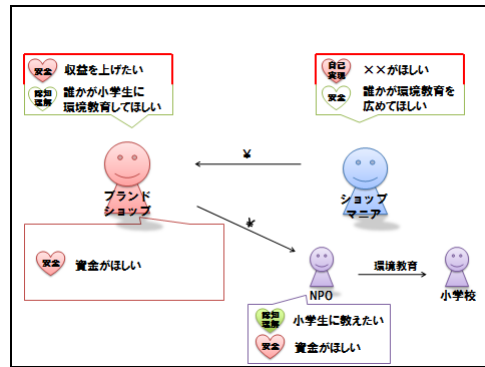 安全 収益を上げたい
認知
理解
誰かが小学生に
環境教育してほしい
自己
実現
××がほしい
安全
誰かが環境教育を
広めてほしい
¥
ブランド
ショップ
ショップ
マニア
¥
安全 資金がほしい
環境教育
NPO
小学校
認知
理解
小学生に教えたい
安全 資金がほしい